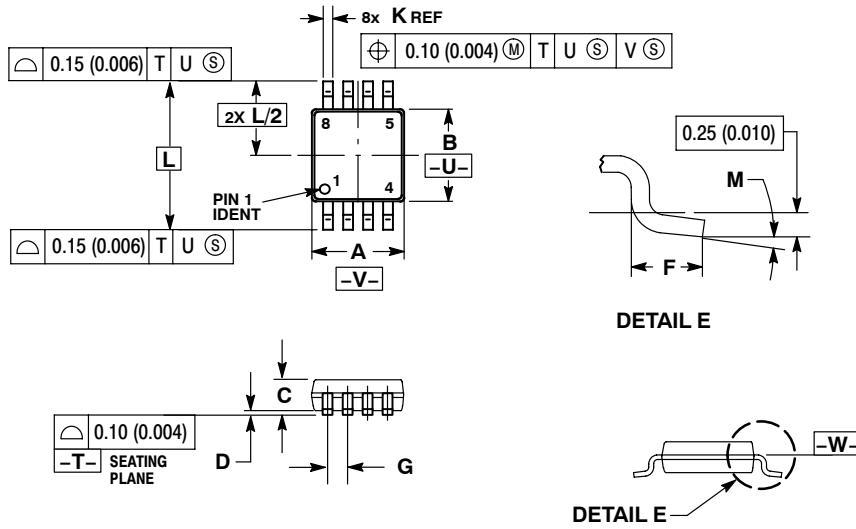 8x K REF
⌖ 0.10 (0.004) Ⓜ T U Ⓢ V Ⓢ
⌓ 0.15 (0.006) T U Ⓢ
2X L/2
8 5
B
–U–
L
PIN 1
IDENT
1 4
⌓ 0.15 (0.006) T U Ⓢ
A
–V–
0.25 (0.010)
M
F
DETAIL E
C
⌓ 0.10 (0.004)
–T– SEATING
PLANE
D
G
–W–
DETAIL E